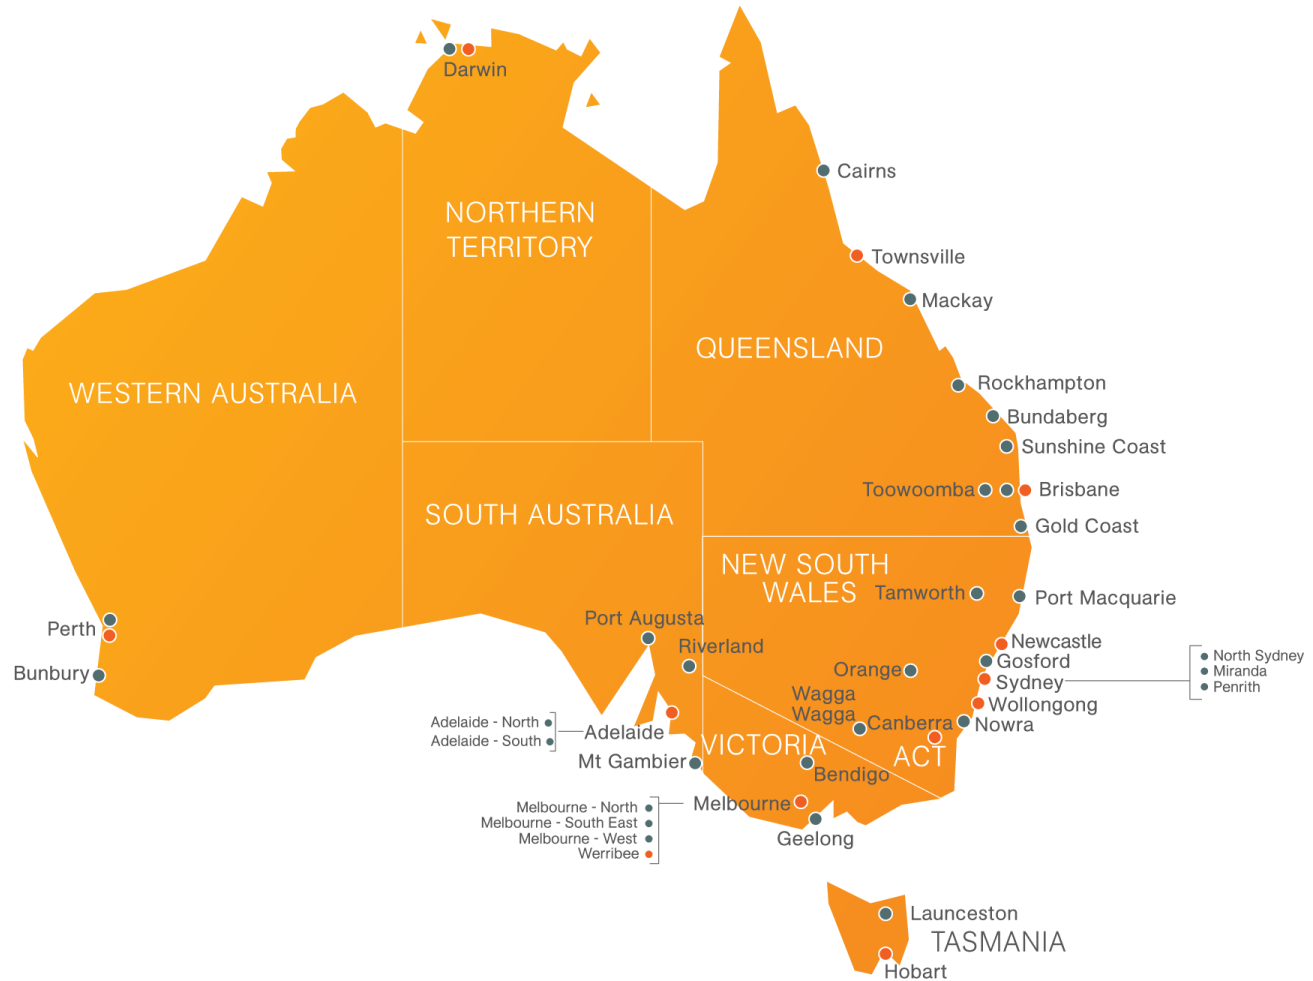 Darwin
Cairns
NORTHERN
TERRITORY
Townsville
Mackay
QUEENSLAND
WESTERN AUSTRALIA
Rockhampton
Bundaberg
Sunshine Coast
Toowoomba
Brisbane
SOUTH AUSTRALIA
Gold Coast
NEW SOUTH
WALES
Tamworth
Port Macquarie
Port Augusta
Perth
Newcastle
Riverland
Gosford
North Sydney
Miranda
Penrith
Bunbury
Orange
Sydney
Wagga
Wagga
Wollongong
Canberra
Nowra
Adelaide - North
Adelaide - South
Adelaide
VICTORIA
ACT
Mt Gambier
Bendigo
Melbourne - North
Melbourne - South East
Melbourne - West
Werribee
Melbourne
Geelong
Launceston
TASMANIA
Hobart